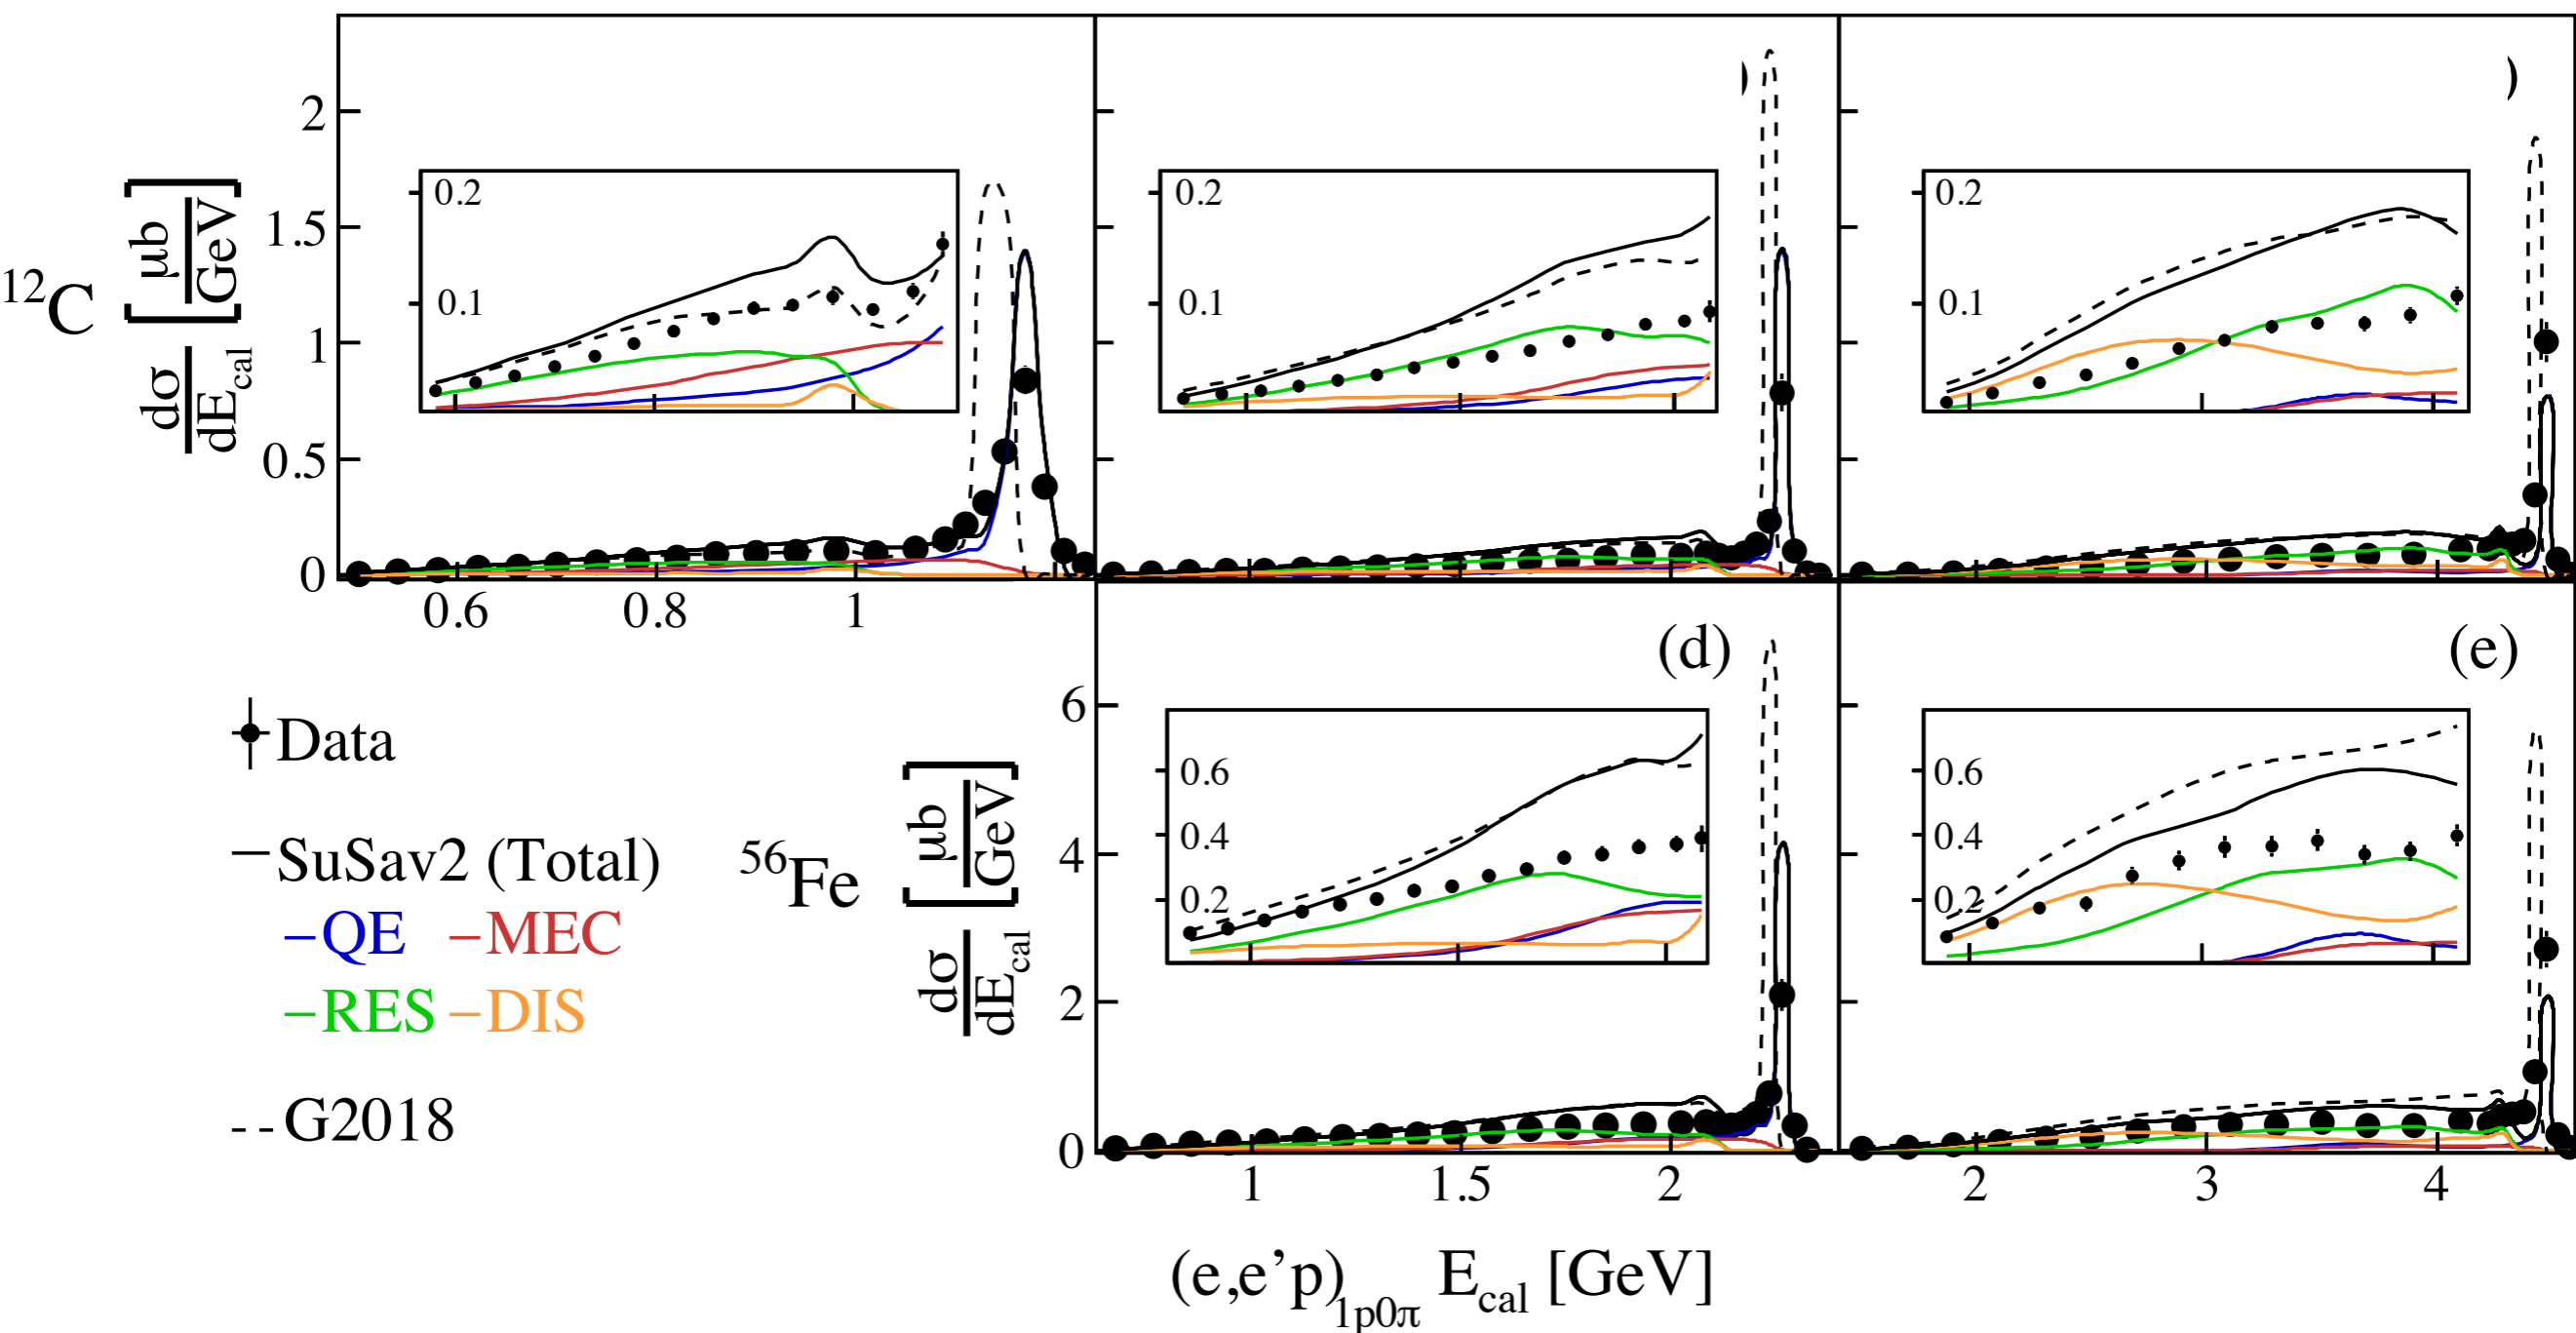 )
)
2
1.5
1
0.5
0
¹²C
dσ
dE_cal
[ μb
GeV ]
0.2
0.1
0.2
0.1
0.2
0.1
0.6 0.8 1
(d)
(e)
6
4
2
0
⁵⁶Fe
dσ
dE_cal
[ μb
GeV ]
0.6
0.4
0.2
0.6
0.4
0.2
Data
SuSav2 (Total)
QE MEC
RES DIS
G2018
1 1.5 2
2 3 4
(e,e’p)_1p0π E_cal [GeV]